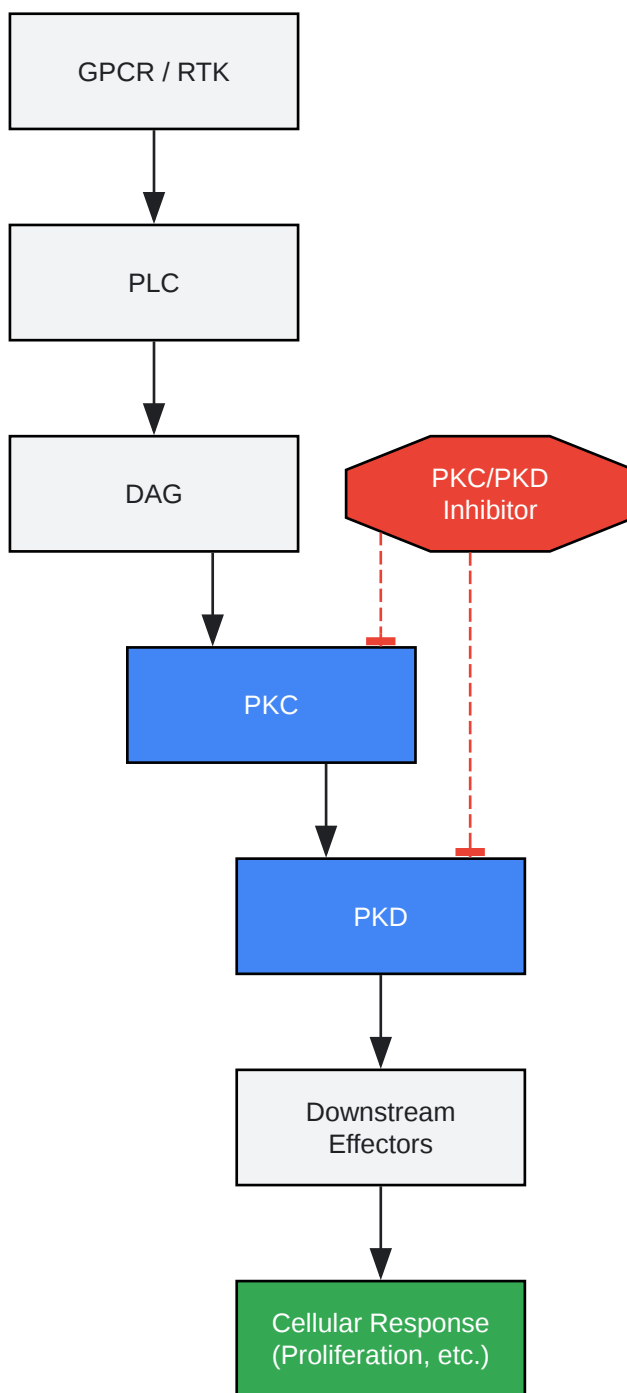 GPCR / RTK
PLC
DAG
PKC/PKD
Inhibitor
PKC
PKD
Downstream
Effectors
Cellular Response
(Proliferation, etc.)